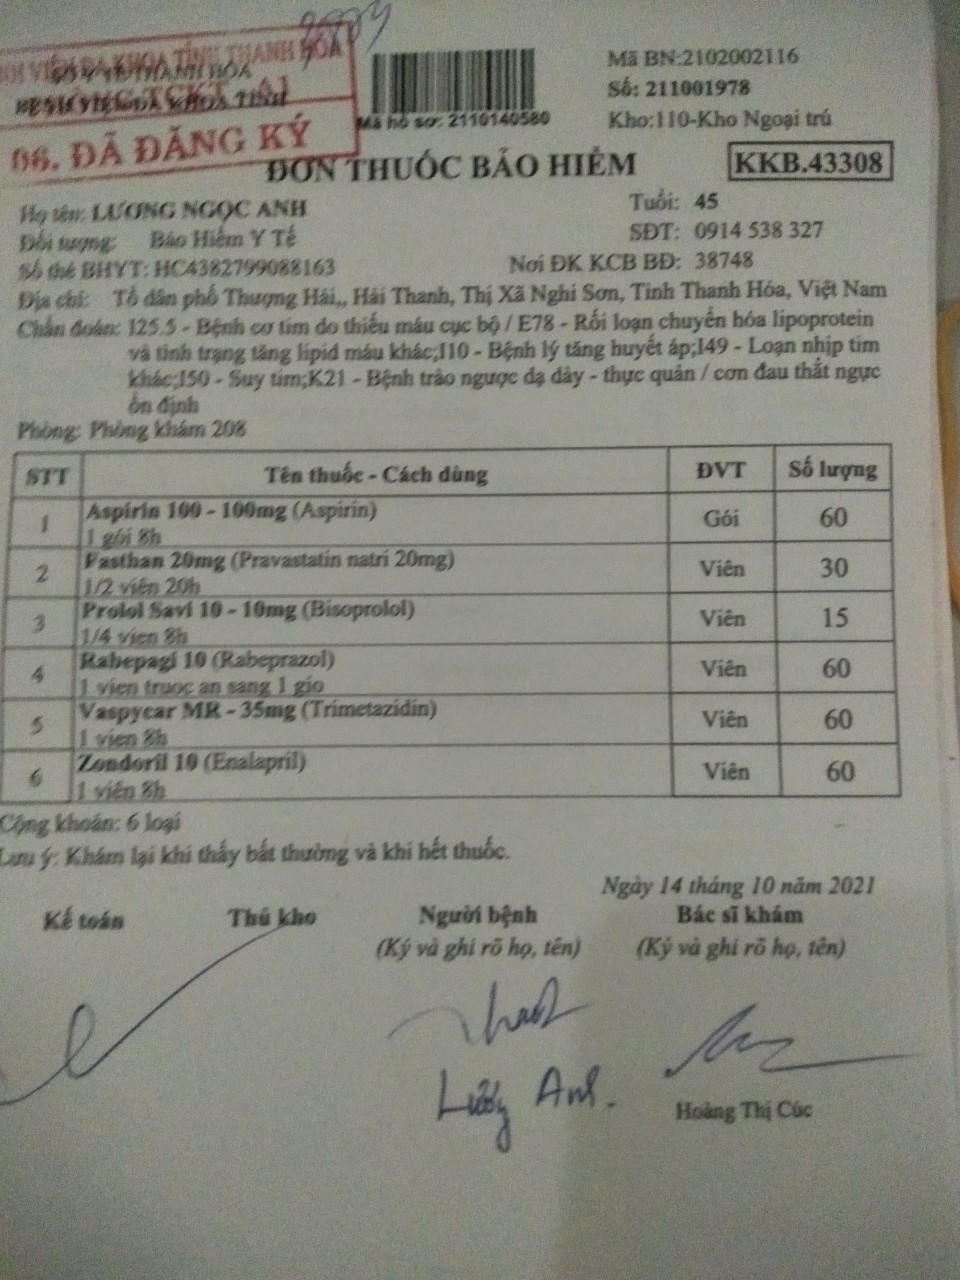 SỞ Y TẾ THANH HÓA
BỆNH VIỆN ĐA KHOA TỈNH
BỆNH VIỆN ĐA KHOA TỈNH THANH HÓA
PHÒNG TCKT
06. ĐÃ ĐĂNG KÝ
Mã hồ sơ: 2110140580
Mã BN:2102002116
Số: 211001978
Kho:110-Kho Ngoại trú
ĐƠN THUỐC BẢO HIỂM
KKB.43308
Họ tên: LƯƠNG NGỌC ANH
Tuổi: 45
Đối tượng: Bảo Hiểm Y Tế
SĐT: 0914 538 327
Số thẻ BHYT: HC4382799088163
Nơi ĐK KCB BĐ: 38748
Địa chỉ: Tổ dân phố Thượng Hải,, Hải Thanh, Thị Xã Nghi Sơn, Tỉnh Thanh Hóa, Việt Nam
Chẩn đoán: I25.5 - Bệnh cơ tim do thiếu máu cục bộ / E78 - Rối loạn chuyển hóa lipoprotein
và tình trạng tăng lipid máu khác;I10 - Bệnh lý tăng huyết áp;I49 - Loạn nhịp tim
khác;I50 - Suy tim;K21 - Bệnh trào ngược dạ dày - thực quản / cơn đau thắt ngực
ổn định
Phòng: Phòng khám 208
STT Tên thuốc - Cách dùng ĐVT Số lượng
1 Aspirin 100 - 100mg (Aspirin) Gói 60
1 gói 8h
2 Fasthan 20mg (Pravastatin natri 20mg) Viên 30
1/2 viên 20h
3 Prolol Savi 10 - 10mg (Bisoprolol) Viên 15
1/4 vien 8h
4 Rabepagi 10 (Rabeprazol) Viên 60
1 vien truoc an sang 1 gio
5 Vaspycar MR - 35mg (Trimetazidin) Viên 60
1 vien 8h
6 Zondoril 10 (Enalapril) Viên 60
1 viên 8h
Cộng khoản: 6 loại
Lưu ý: Khám lại khi thấy bất thường và khi hết thuốc.
Ngày 14 tháng 10 năm 2021
Kế toán Thủ kho Người bệnh Bác sĩ khám
(Ký và ghi rõ họ, tên) (Ký và ghi rõ họ, tên)
Anh
Hoàng Thị Cúc